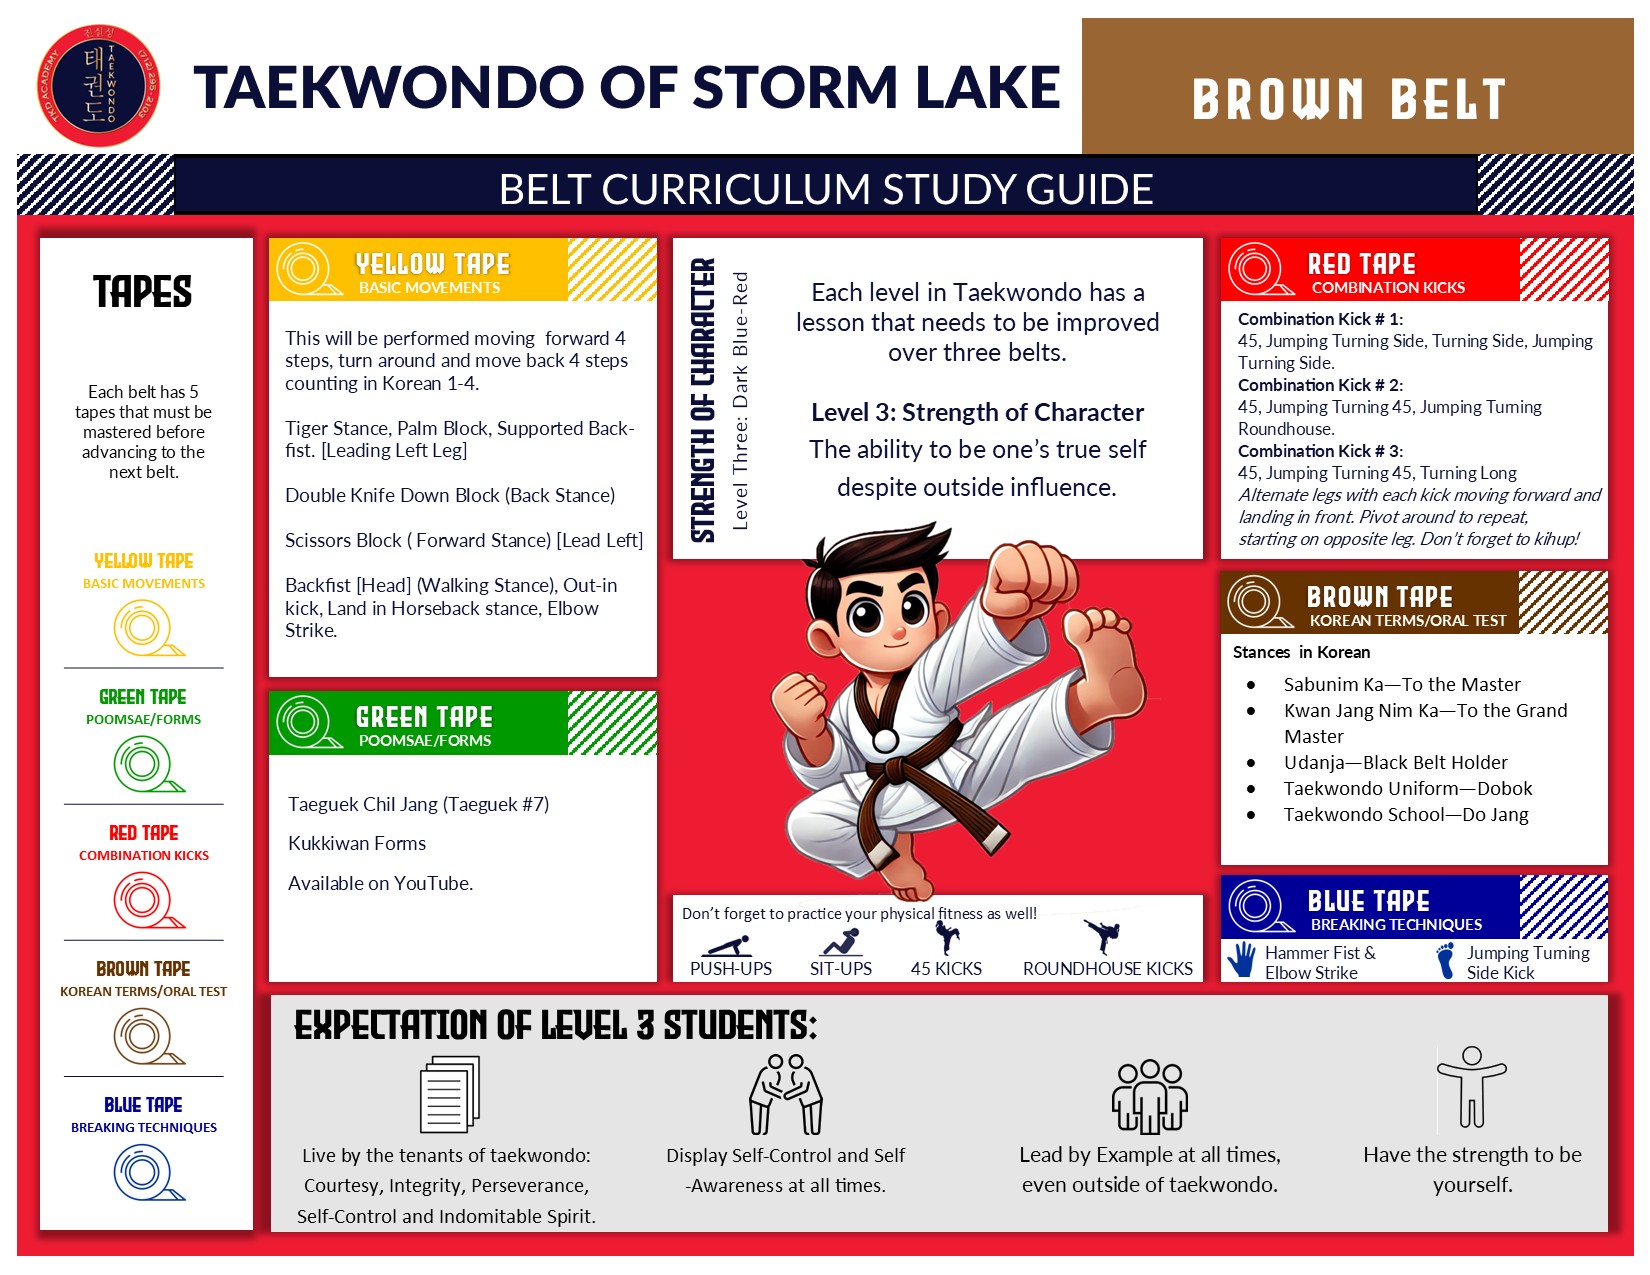 진심성
태권도
TAEKWONDO
TKD ACADEMY
(712) 295-2103
TAEKWONDO OF STORM LAKE
BROWN BELT
BELT CURRICULUM STUDY GUIDE
TAPES
Each belt has 5
tapes that must be
mastered before
advancing to the
next belt.
YELLOW TAPE
BASIC MOVEMENTS
GREEN TAPE
POOMSAE/FORMS
RED TAPE
COMBINATION KICKS
BROWN TAPE
KOREAN TERMS/ORAL TEST
BLUE TAPE
BREAKING TECHNIQUES
YELLOW TAPE
BASIC MOVEMENTS
This will be performed moving  forward 4
steps, turn around and move back 4 steps
counting in Korean 1-4.
Tiger Stance, Palm Block, Supported Back-
fist. [Leading Left Leg]
Double Knife Down Block (Back Stance)
Scissors Block ( Forward Stance) [Lead Left]
Backfist [Head] (Walking Stance), Out-in
kick, Land in Horseback stance, Elbow
Strike.
GREEN TAPE
POOMSAE/FORMS
Taeguek Chil Jang (Taeguek #7)
Kukkiwan Forms
Available on YouTube.
STRENGTH OF CHARACTER
Level Three: Dark Blue-Red
Each level in Taekwondo has a
lesson that needs to be improved
over three belts.
Level 3: Strength of Character
The ability to be one's true self
despite outside influence.
Don't forget to practice your physical fitness as well!
PUSH-UPS
SIT-UPS
45 KICKS
ROUNDHOUSE KICKS
RED TAPE
COMBINATION KICKS
Combination Kick # 1:
45, Jumping Turning Side, Turning Side, Jumping
Turning Side.
Combination Kick # 2:
45, Jumping Turning 45, Jumping Turning
Roundhouse.
Combination Kick # 3:
45, Jumping Turning 45, Turning Long
Alternate legs with each kick moving forward and
landing in front. Pivot around to repeat,
starting on opposite leg. Don't forget to kihup!
BROWN TAPE
KOREAN TERMS/ORAL TEST
Stances  in Korean
• Sabunim Ka—To the Master
• Kwan Jang Nim Ka—To the Grand
Master
• Udanja—Black Belt Holder
• Taekwondo Uniform—Dobok
• Taekwondo School—Do Jang
BLUE TAPE
BREAKING TECHNIQUES
Hammer Fist &
Elbow Strike
Jumping Turning
Side Kick
EXPECTATION OF LEVEL 3 STUDENTS:
Live by the tenants of taekwondo:
Courtesy, Integrity, Perseverance,
Self-Control and Indomitable Spirit.
Display Self-Control and Self
-Awareness at all times.
Lead by Example at all times,
even outside of taekwondo.
Have the strength to be
yourself.